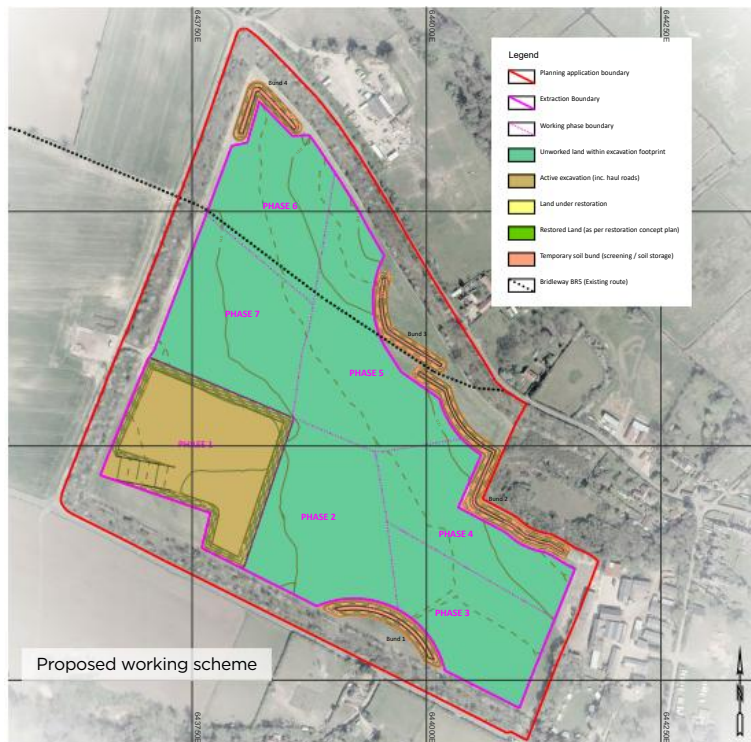 643750E
644000E
644250E
Legend
Planning application boundary
Extraction Boundary
Working phase boundary
Unworked land within excavation footprint
Active excavation (inc. haul roads)
Land under restoration
Restored Land (as per restoration concept plan)
Temporary soil bund (screening / soil storage)
Bridleway BR5 (Existing route)
Bund 4
PHASE 6
PHASE 7
Bund 3
PHASE 5
PHASE 1
Bund 2
PHASE 2
PHASE 4
PHASE 3
Bund 1
Proposed working scheme
N
643750E
644000E
644250E